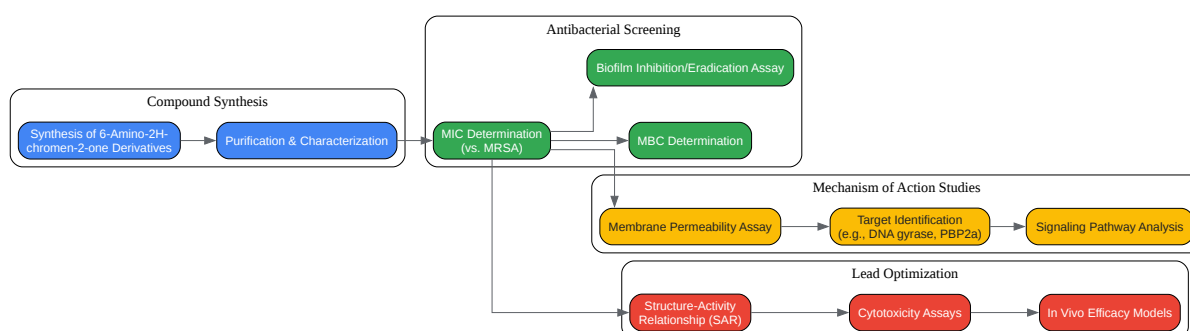 Antibacterial Screening
Biofilm Inhibition/Eradication Assay
Compound Synthesis
Synthesis of 6-Amino-2H-
chromen-2-one Derivatives
Purification & Characterization
MIC Determination
(vs. MRSA)
MBC Determination
Mechanism of Action Studies
Membrane Permeability Assay
Target Identification
(e.g., DNA gyrase, PBP2a)
Signaling Pathway Analysis
Lead Optimization
Structure-Activity
Relationship (SAR)
Cytotoxicity Assays
In Vivo Efficacy Models